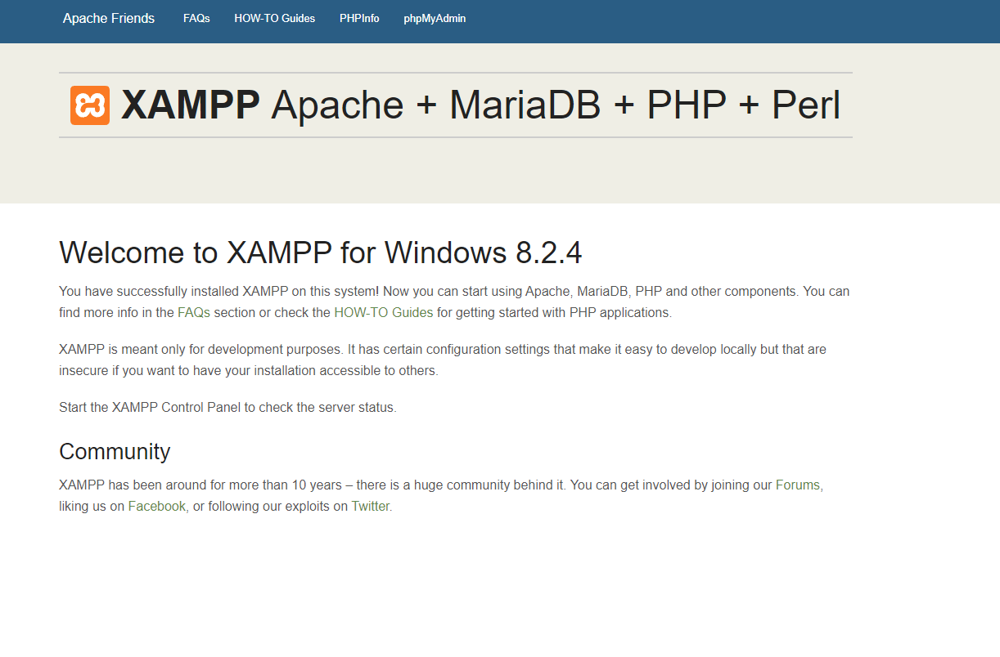 Apache Friends FAQs HOW-TO Guides PHPInfo phpMyAdmin
XAMPP Apache + MariaDB + PHP + Perl
Welcome to XAMPP for Windows 8.2.4
You have successfully installed XAMPP on this system! Now you can start using Apache, MariaDB, PHP and other components. You can
find more info in the FAQs section or check the HOW-TO Guides for getting started with PHP applications.
XAMPP is meant only for development purposes. It has certain configuration settings that make it easy to develop locally but that are
insecure if you want to have your installation accessible to others.
Start the XAMPP Control Panel to check the server status.
Community
XAMPP has been around for more than 10 years – there is a huge community behind it. You can get involved by joining our Forums,
liking us on Facebook, or following our exploits on Twitter.